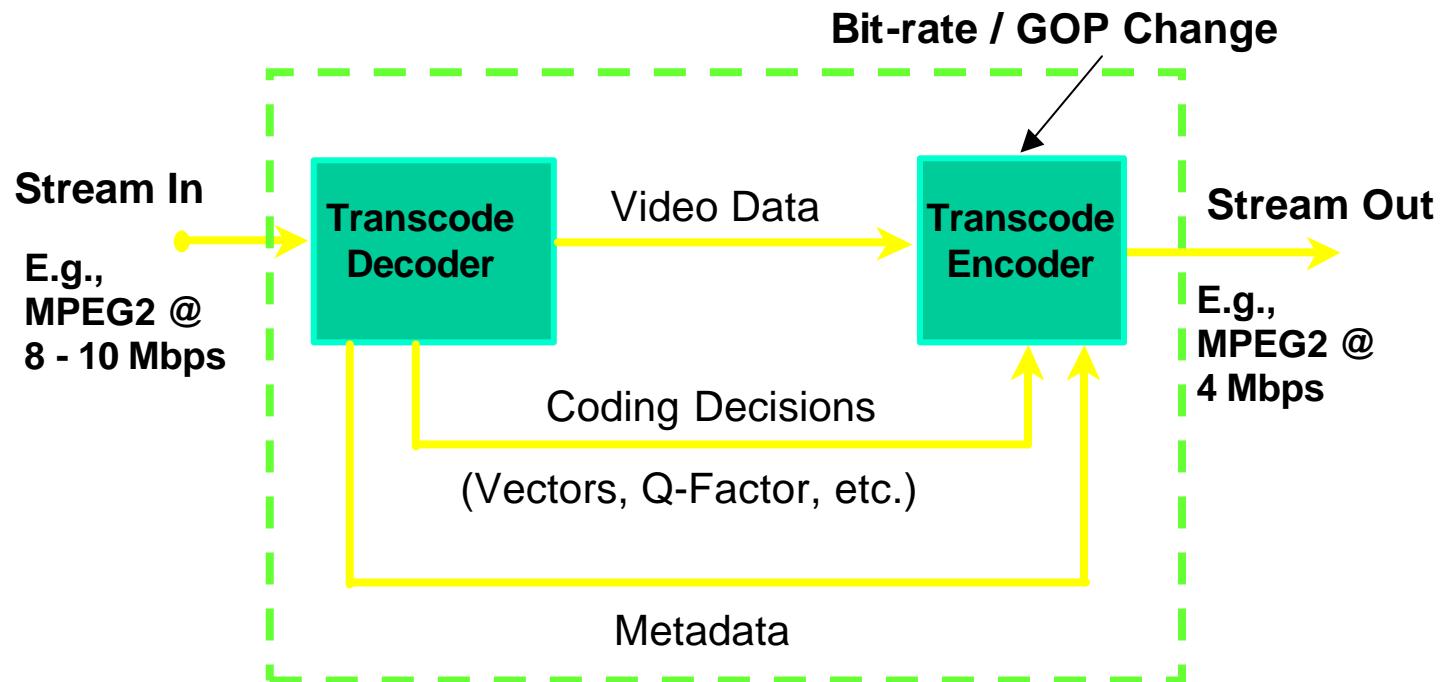 Bit-rate / GOP Change
Stream In
E.g.,
MPEG2 @
8 - 10 Mbps
Transcode
Decoder
Video Data
Transcode
Encoder
Stream Out
E.g.,
MPEG2 @
4 Mbps
Coding Decisions
(Vectors, Q-Factor, etc.)
Metadata